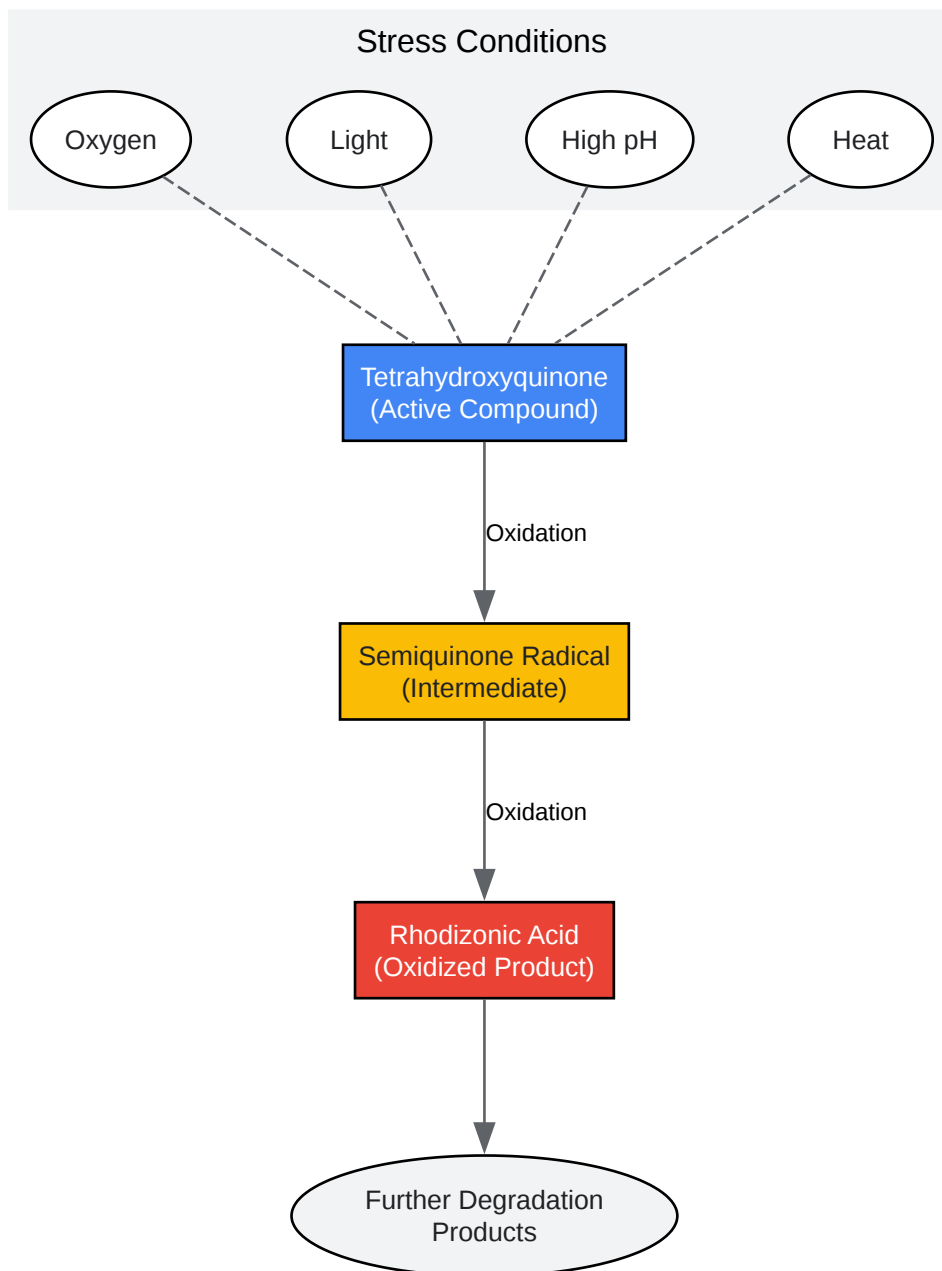 Stress Conditions
Oxygen
Light
High pH
Heat
Tetrahydroxyquinone
(Active Compound)
Oxidation
Semiquinone Radical
(Intermediate)
Oxidation
Rhodizonic Acid
(Oxidized Product)
Further Degradation
Products